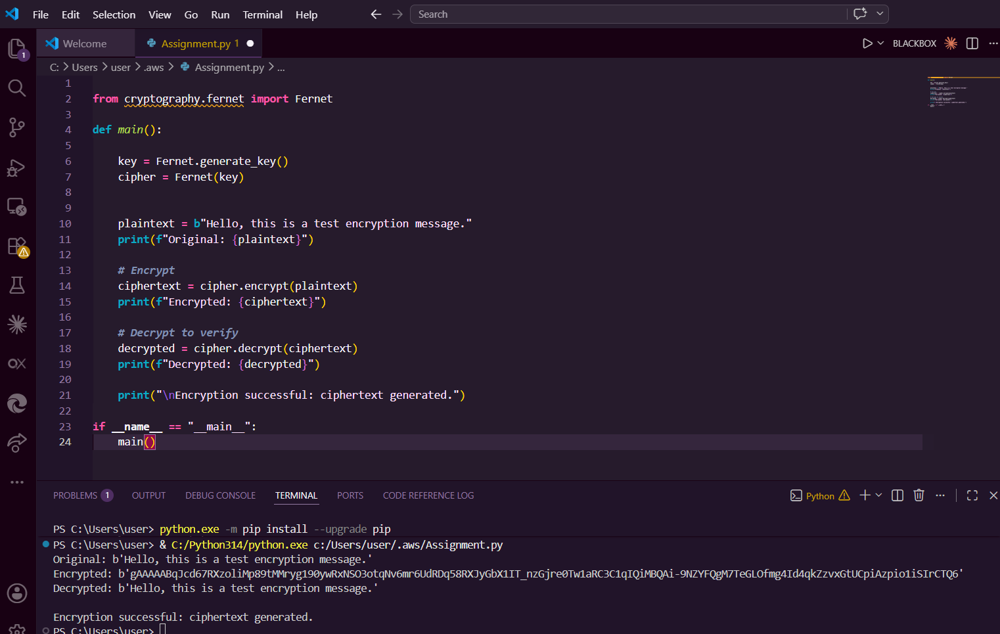 File Edit Selection View Go Run Terminal Help Search
Welcome Assignment.py 1 BLACKBOX
C: > Users > user > .aws > Assignment.py > ...
1
2 from cryptography.fernet import Fernet
3
4 def main():
5
6 key = Fernet.generate_key()
7 cipher = Fernet(key)
8
9
10 plaintext = b"Hello, this is a test encryption message."
11 print(f"Original: {plaintext}")
12
13 # Encrypt
14 ciphertext = cipher.encrypt(plaintext)
15 print(f"Encrypted: {ciphertext}")
16
17 # Decrypt to verify
18 decrypted = cipher.decrypt(ciphertext)
19 print(f"Decrypted: {decrypted}")
20
21 print("\nEncryption successful: ciphertext generated.")
22
23 if __name__ == "__main__":
24 main()
PROBLEMS 1 OUTPUT DEBUG CONSOLE TERMINAL PORTS CODE REFERENCE LOG Python
PS C:\Users\user> python.exe -m pip install --upgrade pip
PS C:\Users\user> & C:/Python314/python.exe c:/Users/user/.aws/Assignment.py
Original: b'Hello, this is a test encryption message.'
Encrypted: b'gAAAAABqJcd67RXzoliMp89tMMryg190ywRxNSO3otqNv6mr6UdRDq58RXJyGbX1IT_nzGjre0Tw1aRC3C1qIQiMBQAi-9NZYFQgM7TeGLOfmg4Id4qkZzvxGtUCpiAzpio1iSIrCTQ6'
Decrypted: b'Hello, this is a test encryption message.'
Encryption successful: ciphertext generated.
PS C:\Users\user>